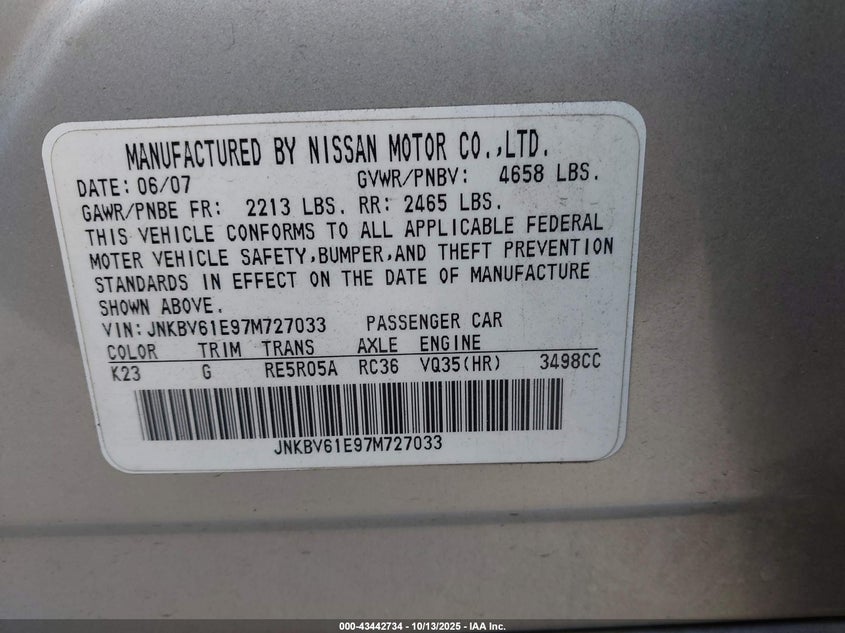 MANUFACTURED BY NISSAN MOTOR CO.,LTD.
DATE: 06/07 GVWR/PNBV: 4658 LBS.
GAWR/PNBE FR: 2213 LBS. RR: 2465 LBS.
THIS VEHICLE CONFORMS TO ALL APPLICABLE FEDERAL
MOTER VEHICLE SAFETY,BUMPER,AND THEFT PREVENTION
STANDARDS IN EFFECT ON THE DATE OF MANUFACTURE
SHOWN ABOVE.
VIN: JNKBV61E97M727033 PASSENGER CAR
COLOR TRIM TRANS AXLE ENGINE
K23 G RE5R05A RC36 VQ35(HR) 3498CC
JNKBV61E97M727033
000-43442734 | 10/13/2025 - IAA Inc.